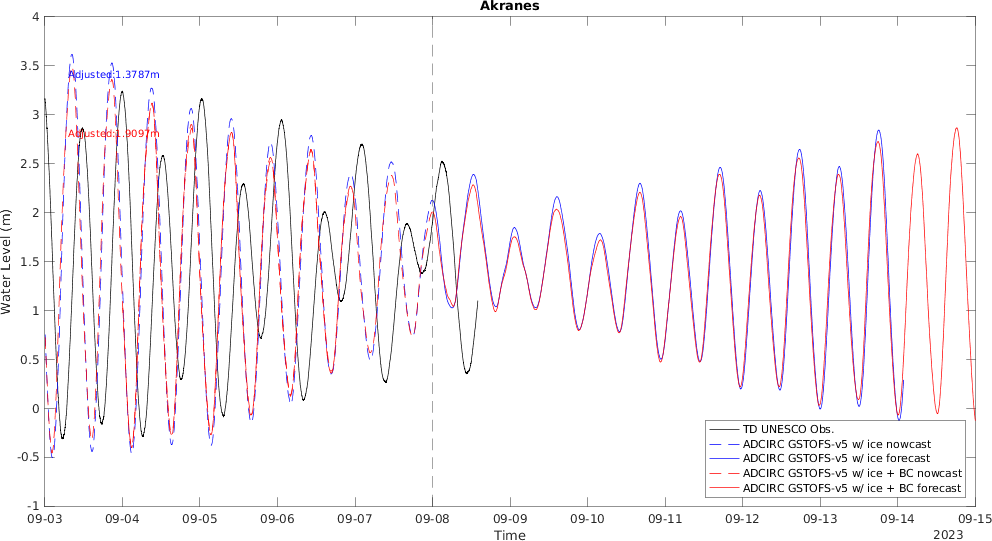 Akranes
4
3.5
3
2.5
2
1.5
1
0.5
0
-0.5
-1
Water Level (m)
Adjusted:1.3787m
Adjusted:1.9097m
TD UNESCO Obs.
ADCIRC GSTOFS-v5 w/ ice nowcast
ADCIRC GSTOFS-v5 w/ ice forecast
ADCIRC GSTOFS-v5 w/ ice + BC nowcast
ADCIRC GSTOFS-v5 w/ ice + BC forecast
09-03 09-04 09-05 09-06 09-07 09-08 09-09 09-10 09-11 09-12 09-13 09-14 09-15
Time
2023